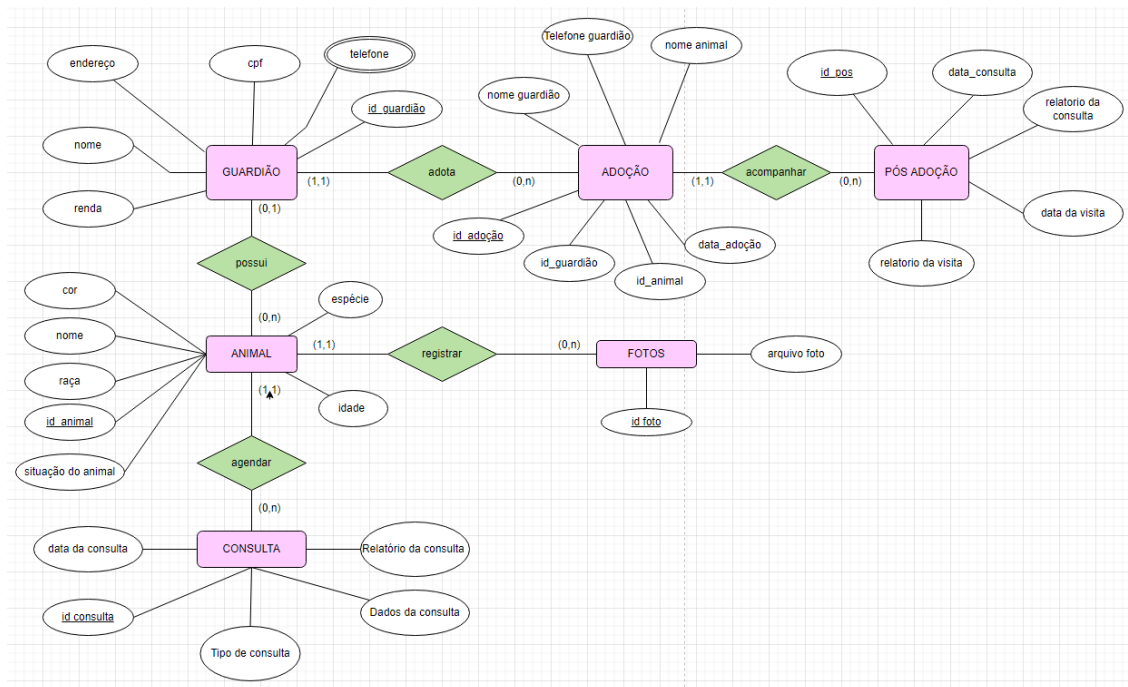 endereço
cpf
telefone
id_guardião
nome
renda
GUARDIÃO
(1,1)
adota
(0,n)
Telefone guardião
nome animal
nome guardião
ADOÇÃO
id_adoção
id_guardião
id_animal
data_adoção
(1,1)
acompanhar
(0,n)
id_pos
data_consulta
relatorio da
consulta
PÓS ADOÇÃO
data da visita
relatorio da visita
(0,1)
possui
(0,n)
cor
nome
raça
id_animal
situação do animal
espécie
ANIMAL
idade
(1,1)
registrar
(0,n)
FOTOS
arquivo foto
id foto
(1,1)
agendar
(0,n)
CONSULTA
data da consulta
Relatório da consulta
id consulta
Dados da consulta
Tipo de consulta